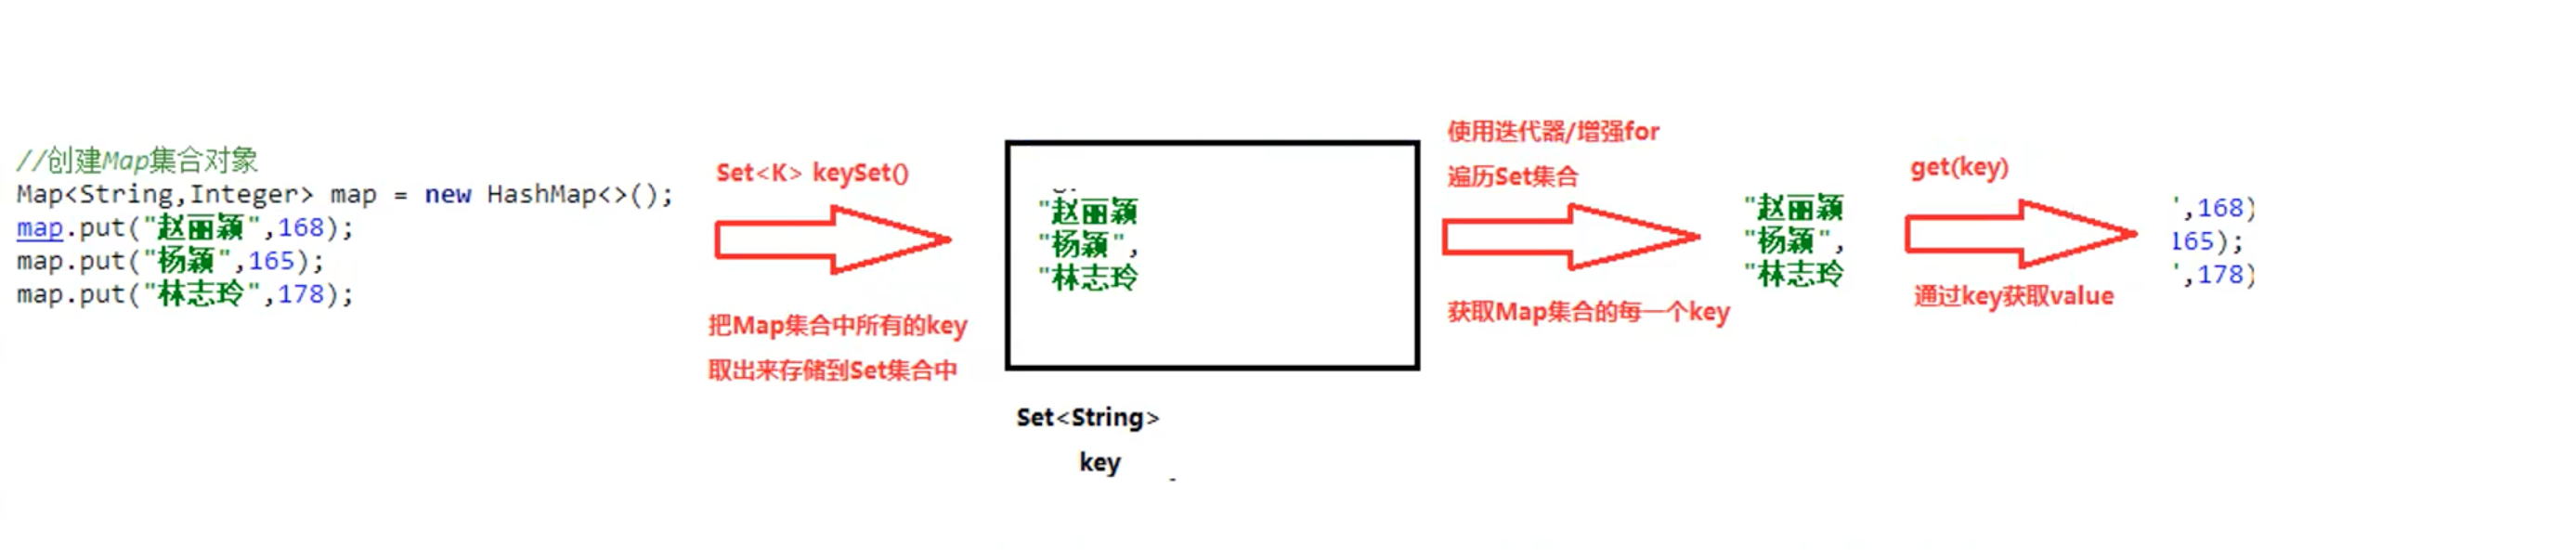 //创建Map集合对象
Map<String,Integer> map = new HashMap<>();
map.put("赵丽颖",168);
map.put("杨颖",165);
map.put("林志玲",178);
Set<K> keySet()
把Map集合中所有的key
取出来存储到Set集合中
"赵丽颖
"杨颖",
"林志玲
Set<String>
key
使用迭代器/增强for
遍历Set集合
获取Map集合的每一个key
"赵丽颖
"杨颖",
"林志玲
get(key)
通过key获取value
",168)
165);
",178)